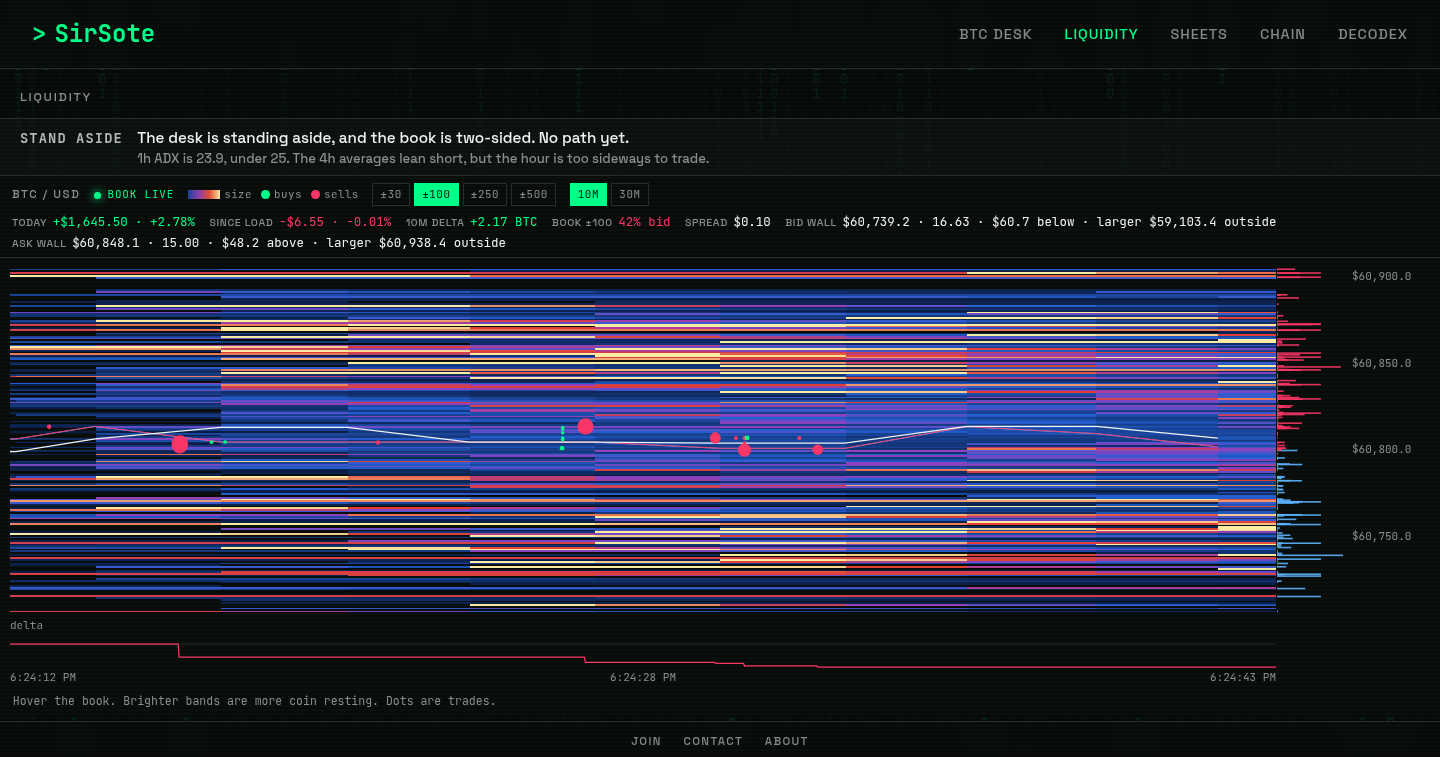 > SirSote
BTC DESK LIQUIDITY SHEETS CHAIN DECODEX
LIQUIDITY
STAND ASIDE The desk is standing aside, and the book is two-sided. No path yet.
1h ADX is 23.9, under 25. The 4h averages lean short, but the hour is too sideways to trade.
BTC / USD BOOK LIVE size buys sells ±30 ±100 ±250 ±500 10M 30M
TODAY +$1,645.50 · +2.78% SINCE LOAD -$6.55 · -0.01% 10M DELTA +2.17 BTC BOOK ±100 42% bid SPREAD $0.10 BID WALL $60,739.2 · 16.63 · $60.7 below · larger $59,103.4 outside
ASK WALL $60,848.1 · 15.00 · $48.2 above · larger $60,938.4 outside
$60,900.0
$60,850.0
$60,800.0
$60,750.0
delta
6:24:12 PM 6:24:28 PM 6:24:43 PM
Hover the book. Brighter bands are more coin resting. Dots are trades.
JOIN CONTACT ABOUT